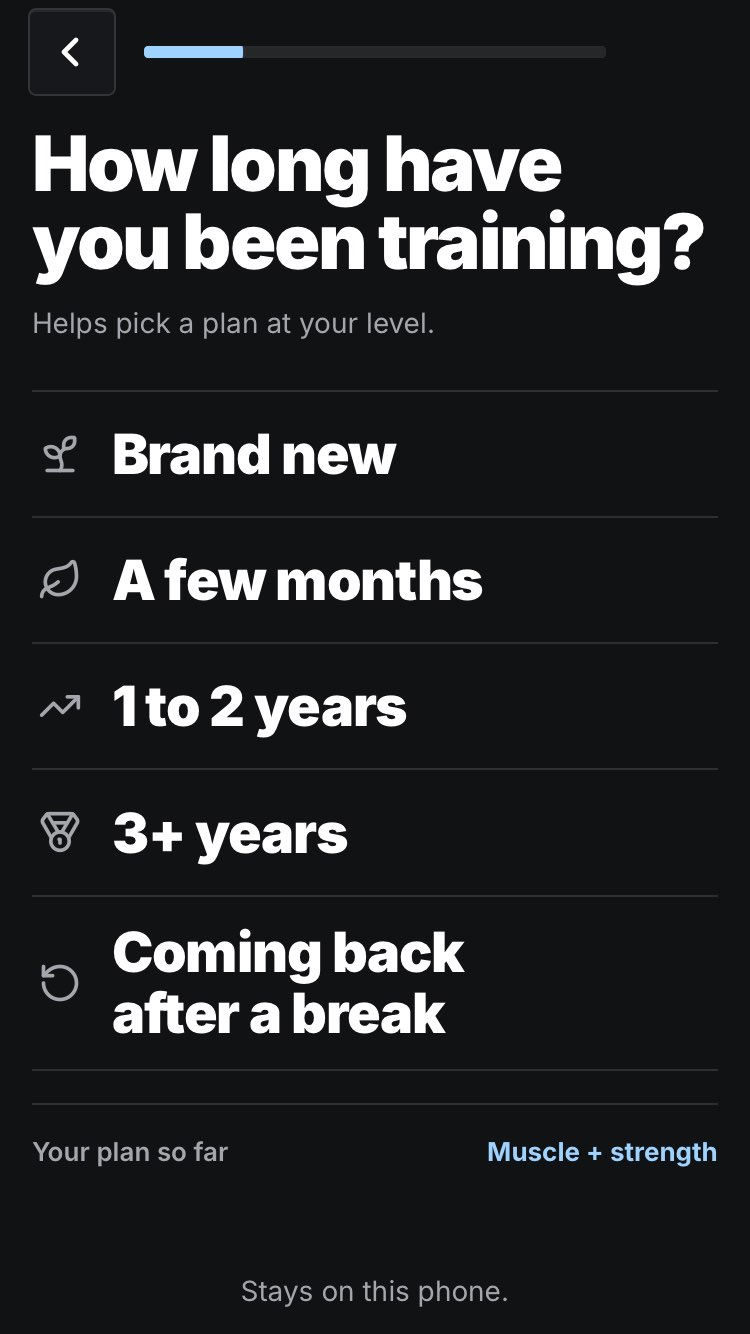 How long have
you been training?
Helps pick a plan at your level.
Brand new
A few months
1 to 2 years
3+ years
Coming back
after a break
Your plan so far
Muscle + strength
Stays on this phone.